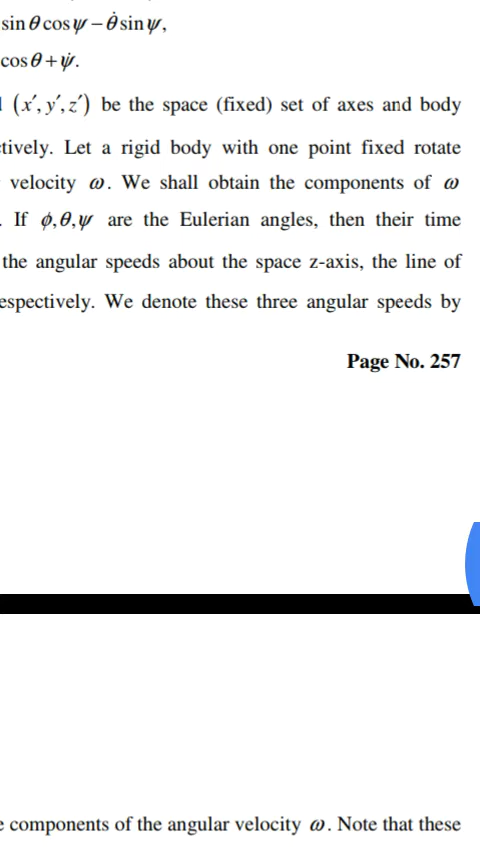 sin θ cos ψ − θ̇ sin ψ,
cos θ + ψ̇.
(x′, y′, z′) be the space (fixed) set of axes and body
tively. Let a rigid body with one point fixed rotate
velocity ω. We shall obtain the components of ω
. If ϕ, θ, ψ are the Eulerian angles, then their time
the angular speeds about the space z-axis, the line of
espectively. We denote these three angular speeds by
Page No. 257
e components of the angular velocity ω. Note that these